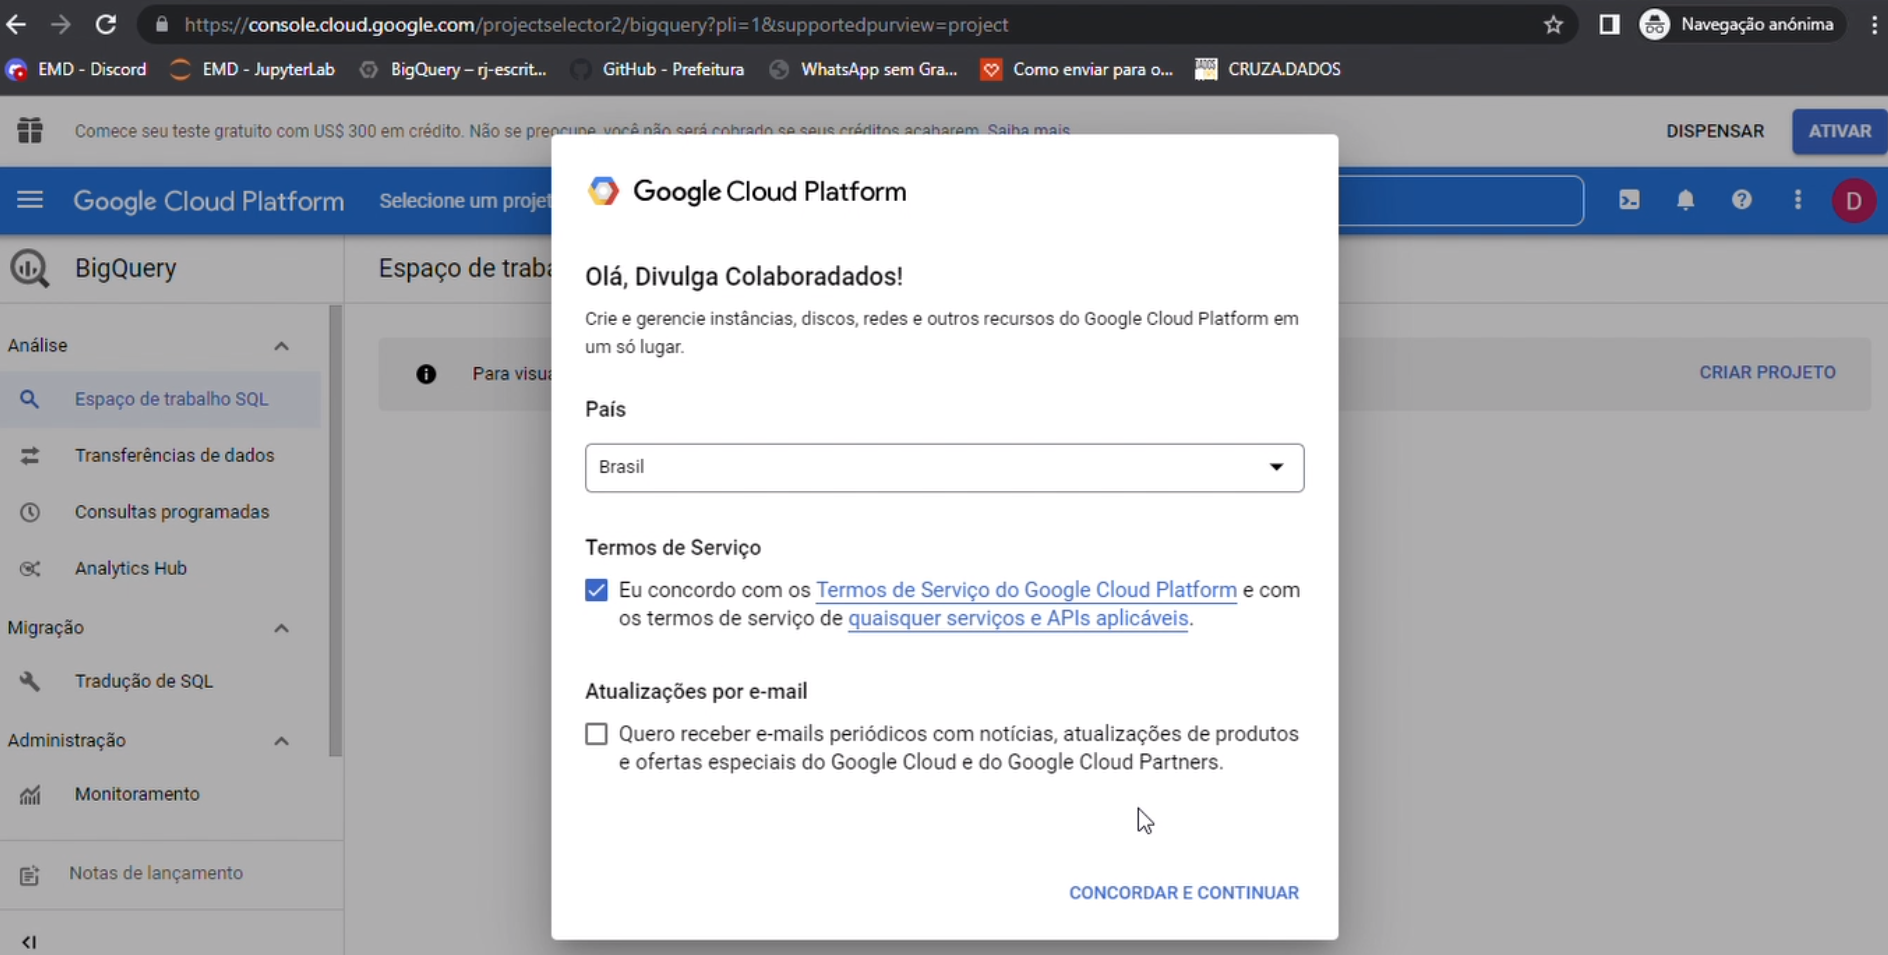 https://console.cloud.google.com/projectselector2/bigquery?pli=1&supportedpurview=project
Navegação anónima
EMD - Discord
EMD - JupyterLab
BigQuery – rj-escrit...
GitHub - Prefeitura
WhatsApp sem Gra...
Como enviar para o...
CRUZA.DADOS
Comece seu teste gratuito com US$ 300 em crédito. Não se preocupe, você não será cobrado se seus créditos acabarem. Saiba mais
DISPENSAR
ATIVAR
Google Cloud Platform
Selecione um projet
D
BigQuery
Espaço de traba
Análise
Espaço de trabalho SQL
Transferências de dados
Consultas programadas
Analytics Hub
Migração
Tradução de SQL
Administração
Monitoramento
Notas de lançamento
Para visua
CRIAR PROJETO
Google Cloud Platform
Olá, Divulga Colaboradados!
Crie e gerencie instâncias, discos, redes e outros recursos do Google Cloud Platform em
um só lugar.
País
Brasil
Termos de Serviço
Eu concordo com os Termos de Serviço do Google Cloud Platform e com
os termos de serviço de quaisquer serviços e APIs aplicáveis.
Atualizações por e-mail
Quero receber e-mails periódicos com notícias, atualizações de produtos
e ofertas especiais do Google Cloud e do Google Cloud Partners.
CONCORDAR E CONTINUAR